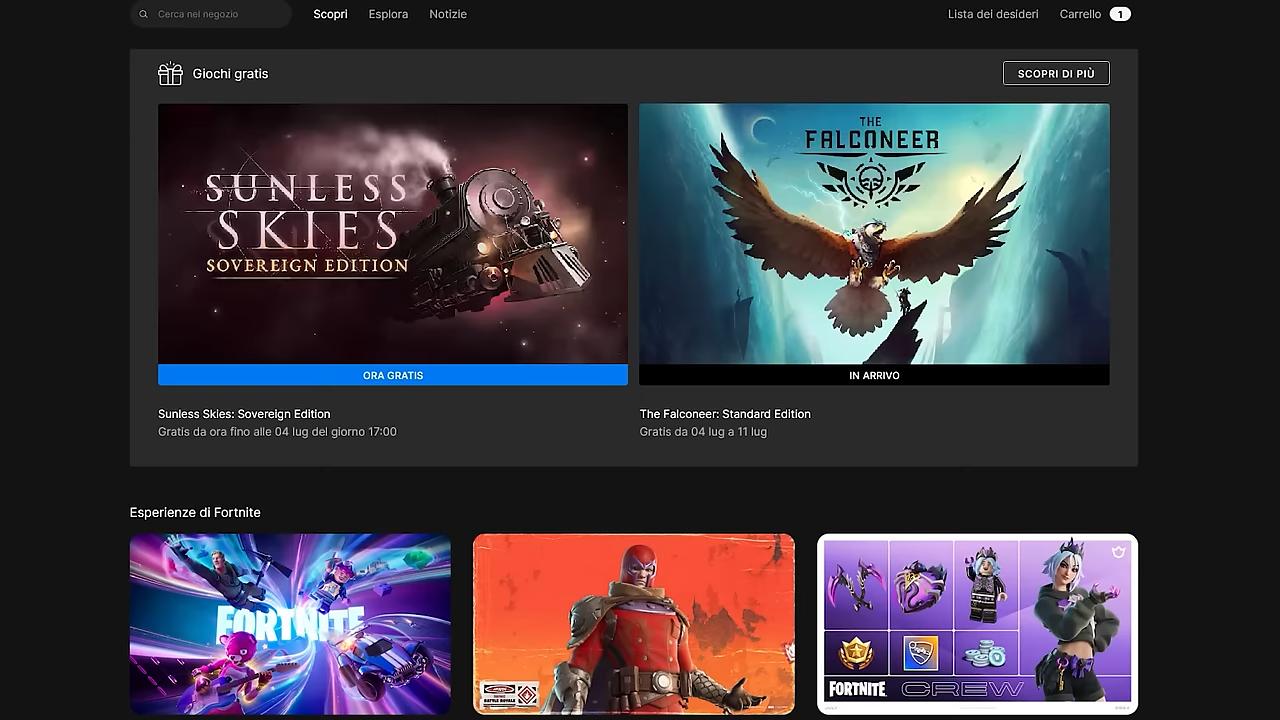 Cerca nel negozio
Scopri
Esplora
Notizie
Lista dei desideri
Carrello
1
Giochi gratis
SCOPRI DI PIÙ
SUNLESS
SKIES
SOVEREIGN EDITION
THE
FALCONEER
ORA GRATIS
IN ARRIVO
Sunless Skies: Sovereign Edition
Gratis da ora fino alle 04 lug del giorno 17:00
The Falconeer: Standard Edition
Gratis da 04 lug a 11 lug
Esperienze di Fortnite
FORTNITE
BATTLE ROYALE
FORTNITE CREW